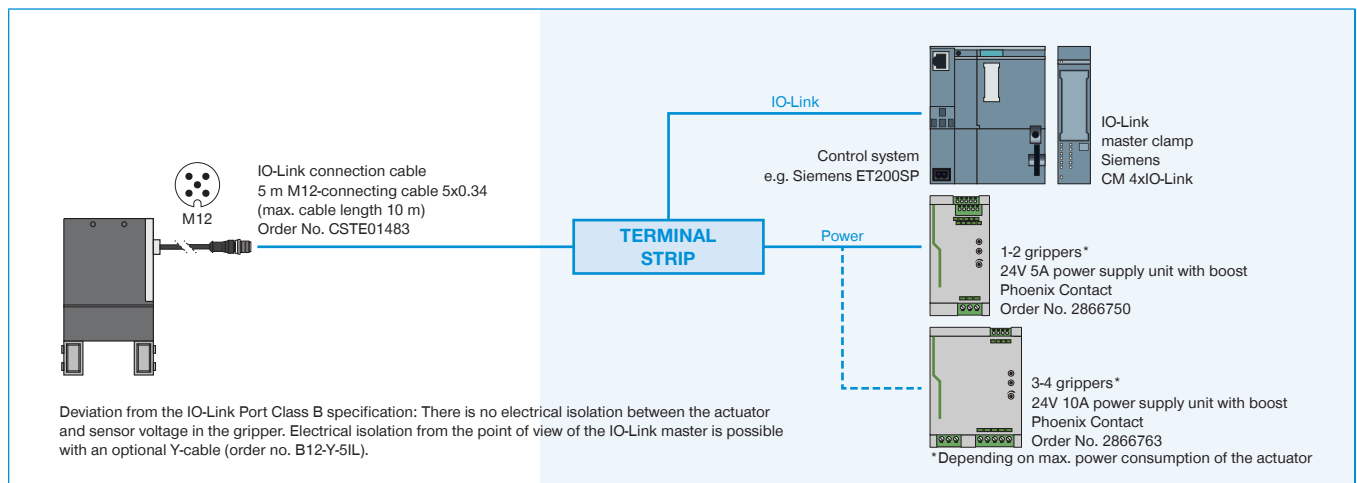 IO-Link connection cable
5 m M12-connecting cable 5x0.34
(max. cable length 10 m)
Order No. CSTE01483
M12
TERMINAL
STRIP
IO-Link
Power
Control system
e.g. Siemens ET200SP
IO-Link
master clamp
Siemens
CM 4xIO-Link
1-2 grippers*
24V 5A power supply unit with boost
Phoenix Contact
Order No. 2866750
3-4 grippers*
24V 10A power supply unit with boost
Phoenix Contact
Order No. 2866763
*Depending on max. power consumption of the actuator
Deviation from the IO-Link Port Class B specification: There is no electrical isolation between the actuator
and sensor voltage in the gripper. Electrical isolation from the point of view of the IO-Link master is possible
with an optional Y-cable (order no. B12-Y-5IL).